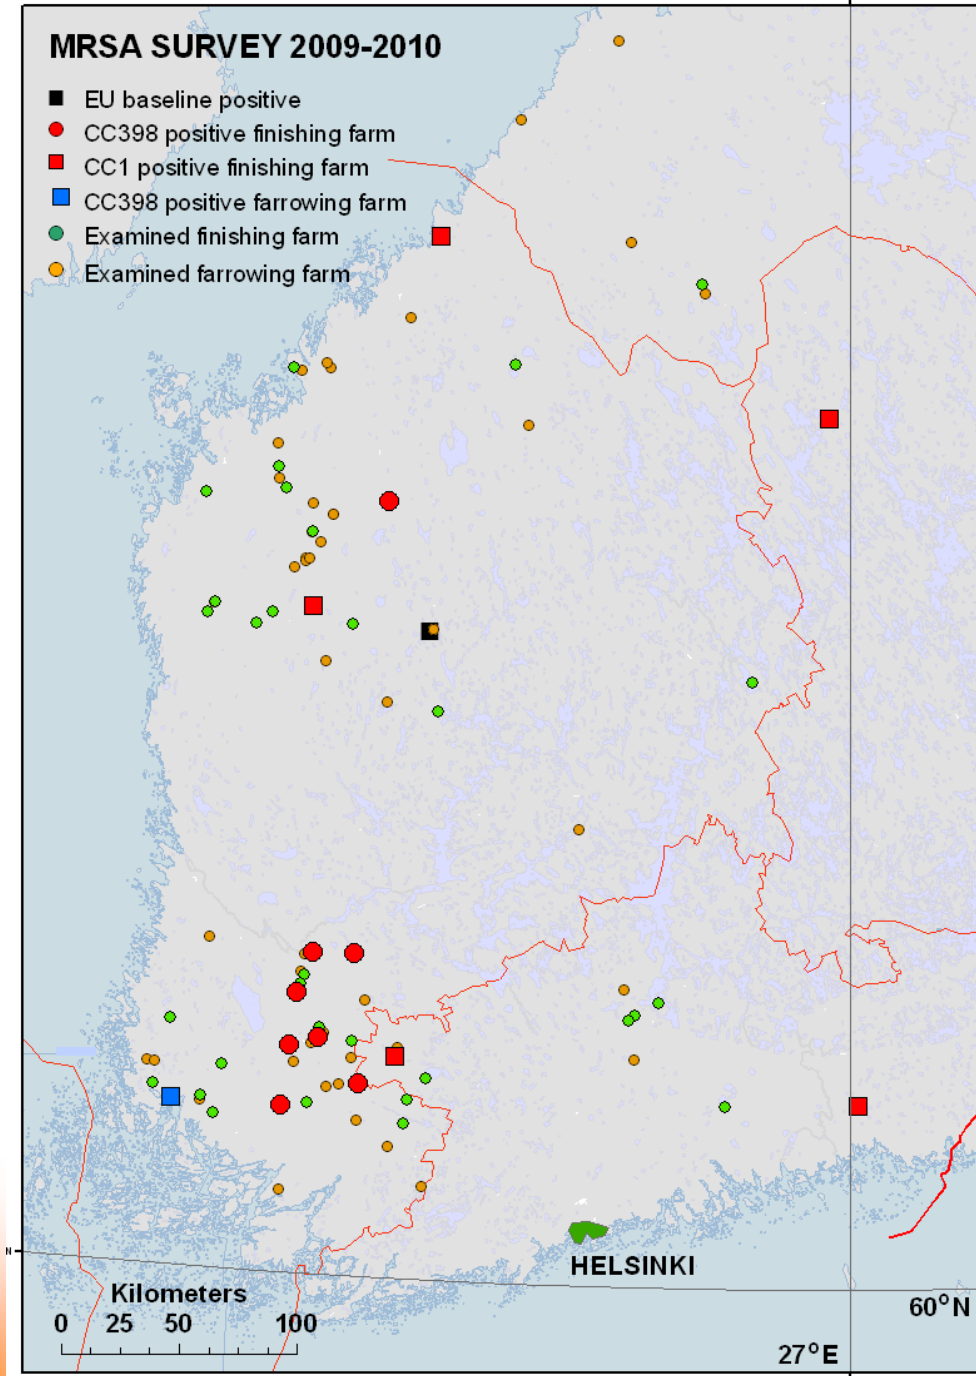 MRSA SURVEY 2009-2010
EU baseline positive
CC398 positive finishing farm
CC1 positive finishing farm
CC398 positive farrowing farm
Examined finishing farm
Examined farrowing farm
HELSINKI
N
Kilometers
0 25 50 100
60°N
27°E